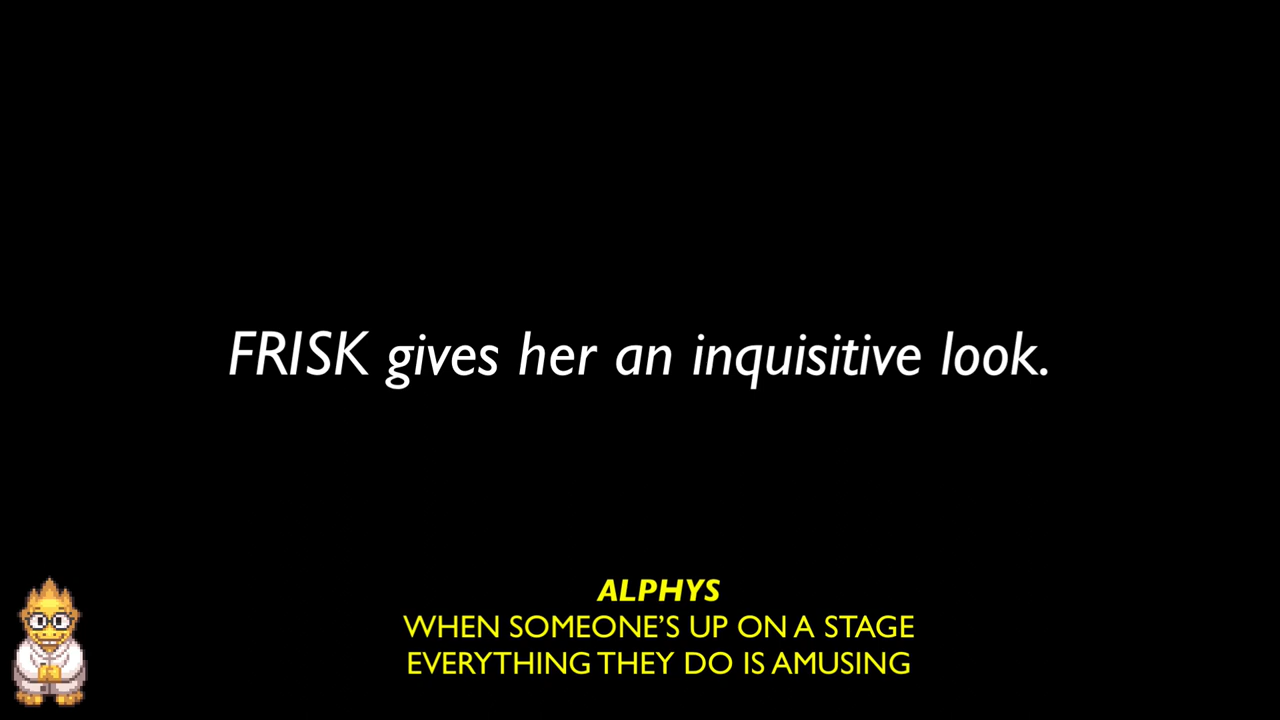 FRISK gives her an inquisitive look.
ALPHYS
WHEN SOMEONE’S UP ON A STAGE
EVERYTHING THEY DO IS AMUSING